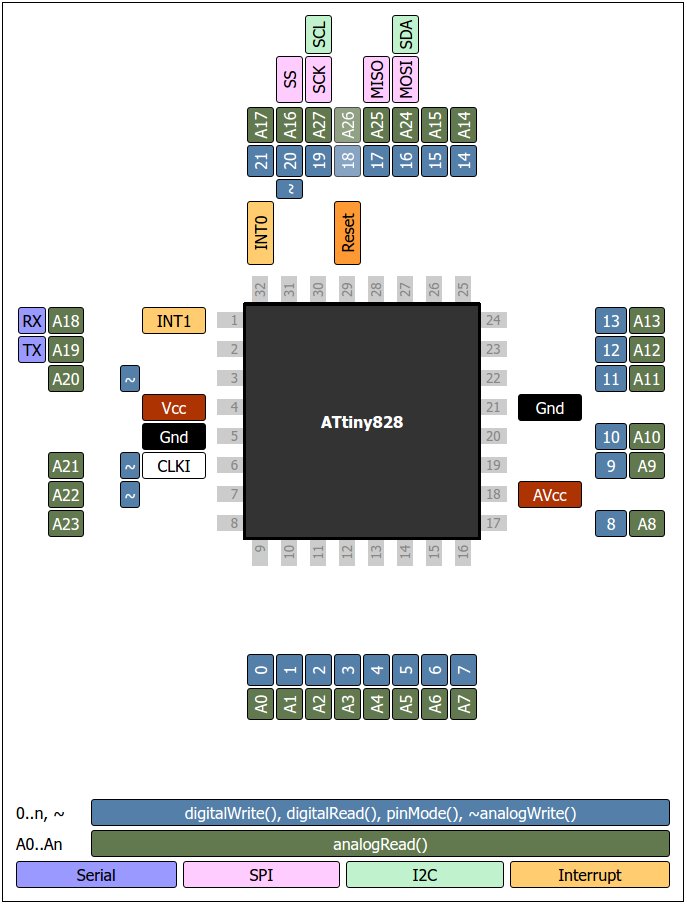 SCL SDA
SS SCK MISO MOSI
A17 A16 A27 A26 A25 A24 A15 A14
21 20 19 18 17 16 15 14
~
INT0 Reset
32 31 30 29 28 27 26 25
RX A18 INT1 1 24 13 A13
TX A19 2 23 12 A12
A20 ~ 3 22 11 A11
Vcc 4 21 Gnd
ATtiny828
Gnd 5 20 10 A10
A21 ~ CLKI 6 19 9 A9
A22 ~ 7 18 AVcc
A23 8 17 8 A8
9 10 11 12 13 14 15 16
0 1 2 3 4 5 6 7
A0 A1 A2 A3 A4 A5 A6 A7
0..n, ~ digitalWrite(), digitalRead(), pinMode(), ~analogWrite()
A0..An analogRead()
Serial SPI I2C Interrupt